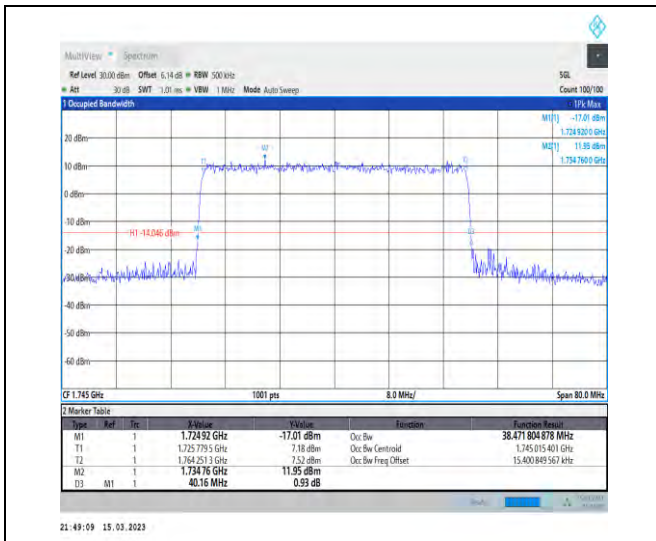 MultiView Spectrum
Ref Level 30.00 dBm Offset 6.14 dB RBW 500 kHz SGL
Att 30 dB SWT 1.01 ms VBW 1 MHz Mode Auto Sweep Count 100/100
1 Occupied Bandwidth 1Pk Max
M1[1] -17.01 dBm
1.724 920 0 GHz
M2[1] 11.95 dBm
1.734 760 0 GHz
20 dBm
M2
T1
10 dBm
0 dBm
-10 dBm
H1 -14.046 dBm
M1
D3
-20 dBm
-30 dBm
-40 dBm
-50 dBm
-60 dBm
CF 1.745 GHz 1001 pts 8.0 MHz/ Span 80.0 MHz
2 Marker Table
Type Ref Trc X-Value Y-Value Function Function Result
M1 1 1.724 92 GHz -17.01 dBm Occ Bw 38.471 804 878 MHz
T1 1 1.725 779 5 GHz 7.18 dBm Occ Bw Centroid 1.745 015 401 GHz
T2 1 1.764 251 3 GHz 7.52 dBm Occ Bw Freq Offset 15.400 849 567 kHz
M2 1 1.734 76 GHz 11.95 dBm
D3 M1 1 40.16 MHz 0.93 dB
21:49:09 15.03.2023